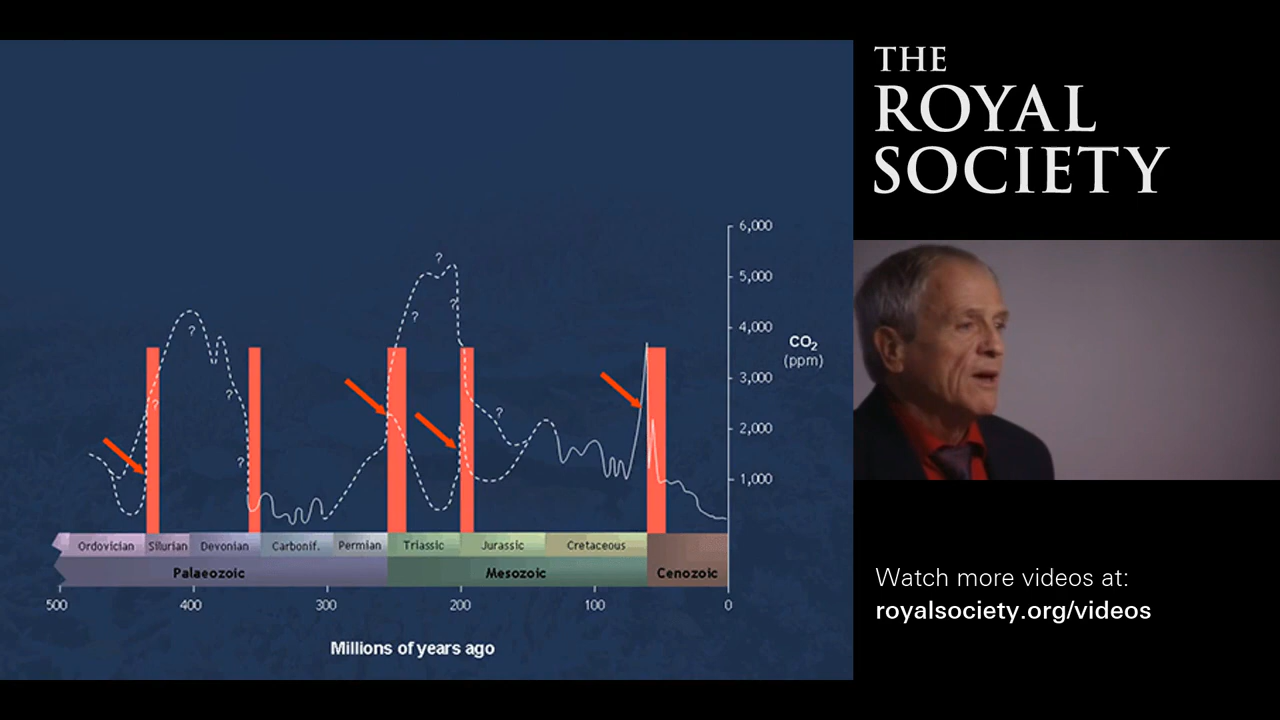 THE
ROYAL
SOCIETY
6,000
5,000
4,000
CO₂
(ppm)
3,000
2,000
1,000
?
?
?
?
?
?
?
?
Ordovician
Silurian
Devonian
Carbonif.
Permian
Triassic
Jurassic
Cretaceous
Palaeozoic
Mesozoic
Cenozoic
500
400
300
200
100
0
Millions of years ago
Watch more videos at:
royalsociety.org/videos